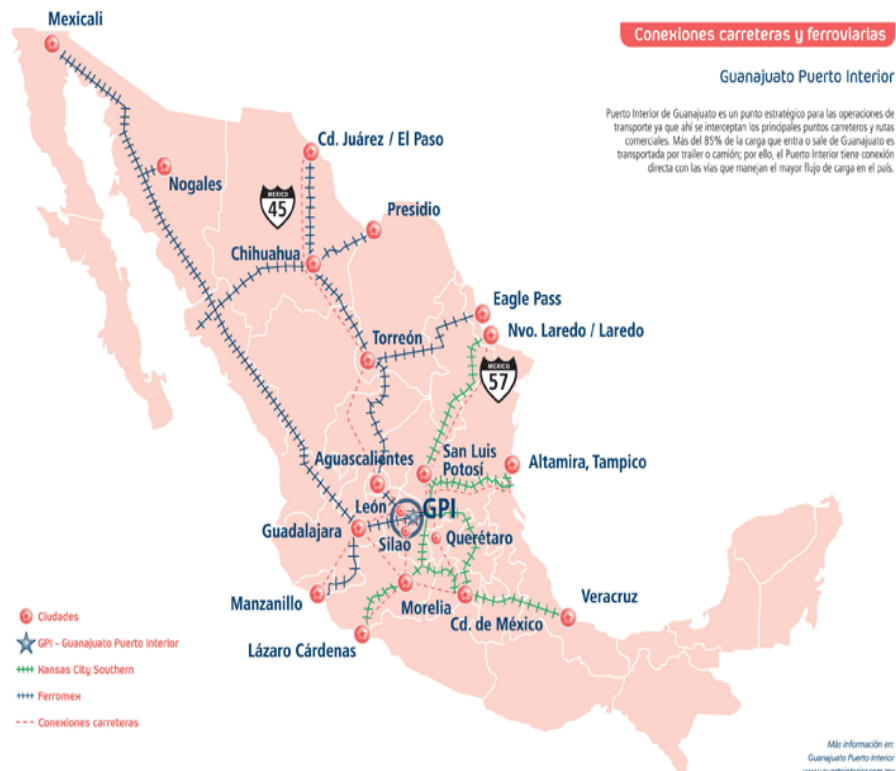 Mexicali
Conexiones carreteras y ferroviarias
Guanajuato Puerto Interior
Puerto Interior de Guanajuato es un punto estratégico para las operaciones de
transporte ya que ahí se interceptan los principales puntos carreteros y rutas
comerciales. Más del 85% de la carga que entra o sale de Guanajuato es
transportada por trailer o camión; por ello, el Puerto Interior tiene conexión
directa con las vías que manejan el mayor flujo de carga en el país.
Cd. Juárez / El Paso
Nogales
MEXICO
45
Presidio
Chihuahua
Eagle Pass
Nvo. Laredo / Laredo
Torreón
MEXICO
57
Aguascalientes
San Luis
Potosí
Altamira, Tampico
León
GPI
Guadalajara
Silao
Querétaro
Manzanillo
Morelia
Cd. de México
Veracruz
Lázaro Cárdenas
Ciudades
GPI - Guanajuato Puerto Interior
Kansas City Southern
Ferromex
Conexiones carreteras
Más información en:
Guanajuato Puerto Interior
www.puertointerior.com.mx